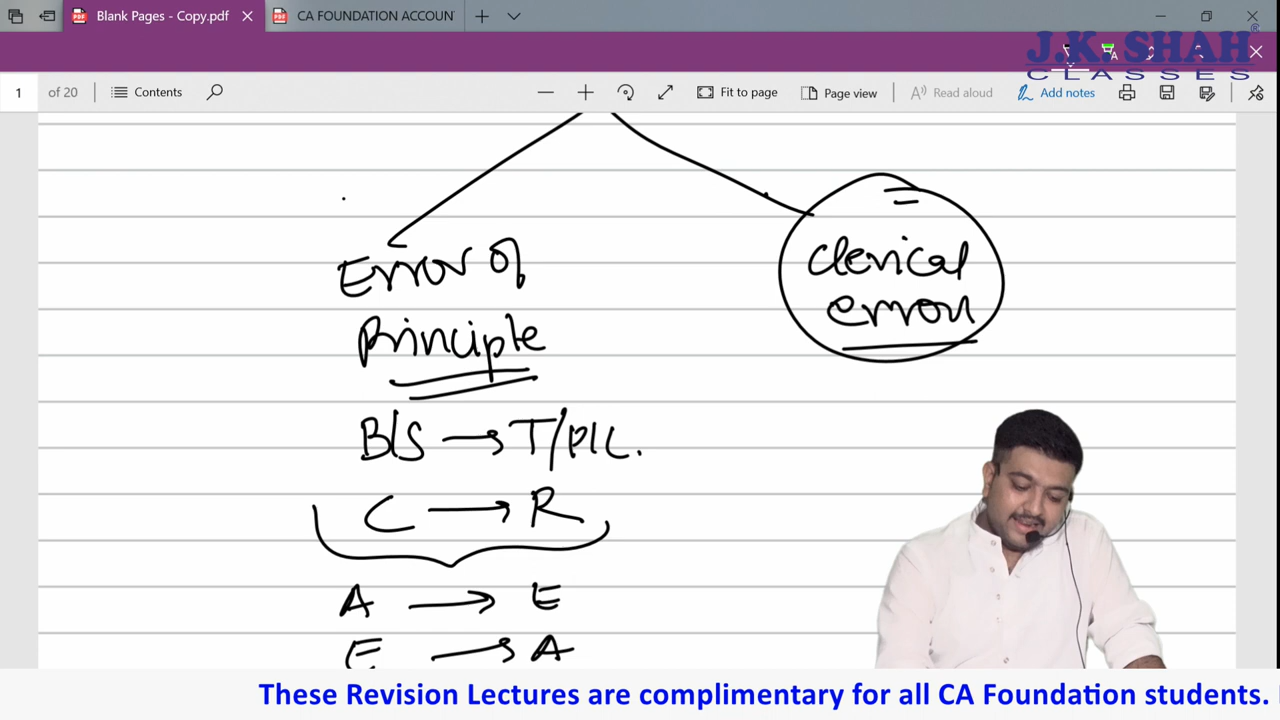 Blank Pages - Copy.pdf
CA FOUNDATION ACCOUN
J.K. SHAH®
CLASSES
1 of 20
Contents
Fit to page
Page view
Read aloud
Add notes
Error of
Principle
B/S → T/P/L.
C → R
A → E
E → A
clerical
error
These Revision Lectures are complimentary for all CA Foundation students.